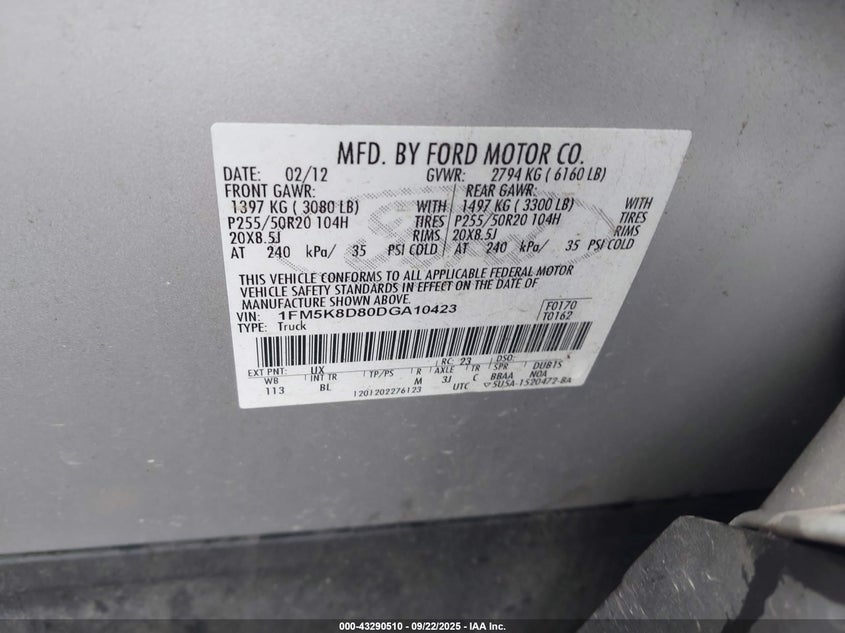 MFD. BY FORD MOTOR CO.
DATE: 02/12 GVWR: 2794 KG ( 6160 LB)
FRONT GAWR: REAR GAWR:
1397 KG ( 3080 LB) WITH 1497 KG ( 3300 LB) WITH
P255/50R20 104H TIRES P255/50R20 104H TIRES
20X8.5J RIMS 20X8.5J RIMS
AT 240 kPa/ 35 PSI COLD AT 240 kPa/ 35 PSI COLD
THIS VEHICLE CONFORMS TO ALL APPLICABLE FEDERAL MOTOR
VEHICLE SAFETY STANDARDS IN EFFECT ON THE DATE OF
MANUFACTURE SHOWN ABOVE.
VIN: 1FM5K8D80DGA10423 F0170
TYPE: Truck T0162
EXT PNT: UX RC: 23 DSO:
WB INT TR TP/PS R AXLE TR SPR DUBTS
113 BL M 3J C BBAA NOA
1201202276123 UTC 5U5A-1520472-BA
000-43290510 - 09/22/2025 - IAA Inc.